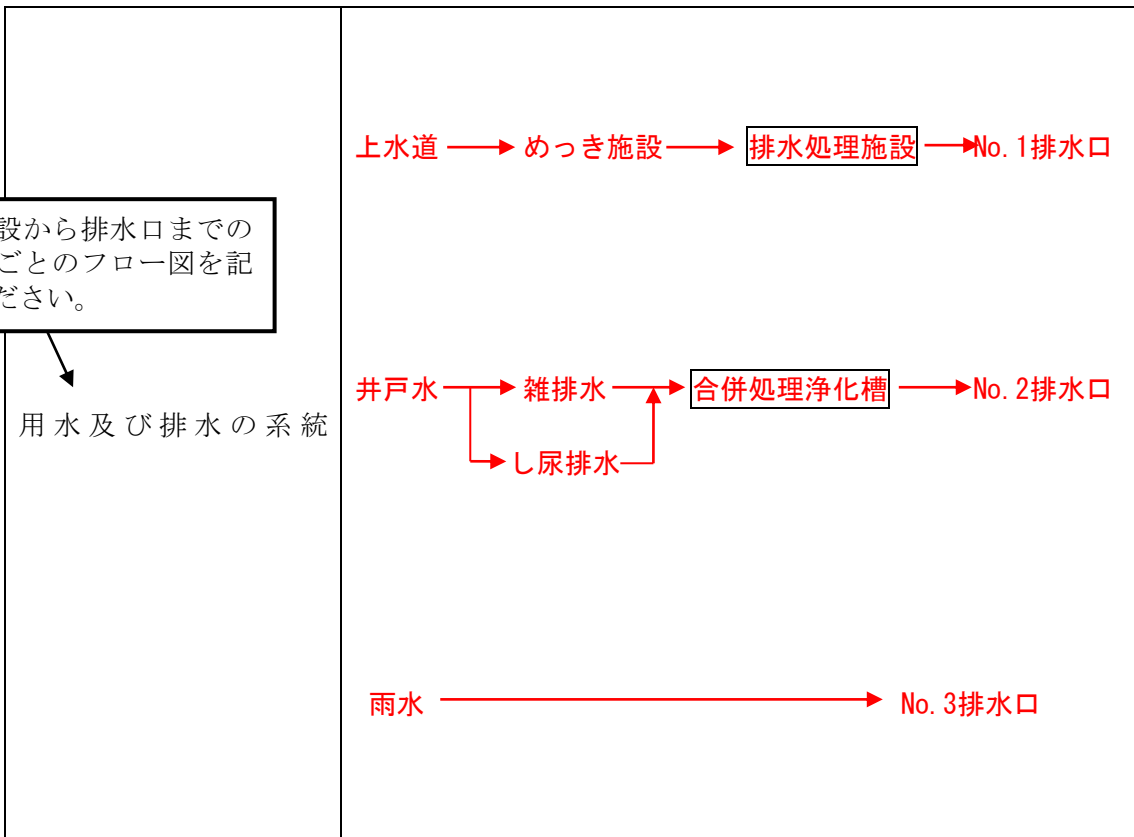 上水道 めっき施設 排水処理施設 No.1排水口
設から排水口までの
ごとのフロー図を記
ださい。
用水及び排水の系統
井戸水 雑排水 合併処理浄化槽 No.2排水口
し尿排水
雨水 No.3排水口